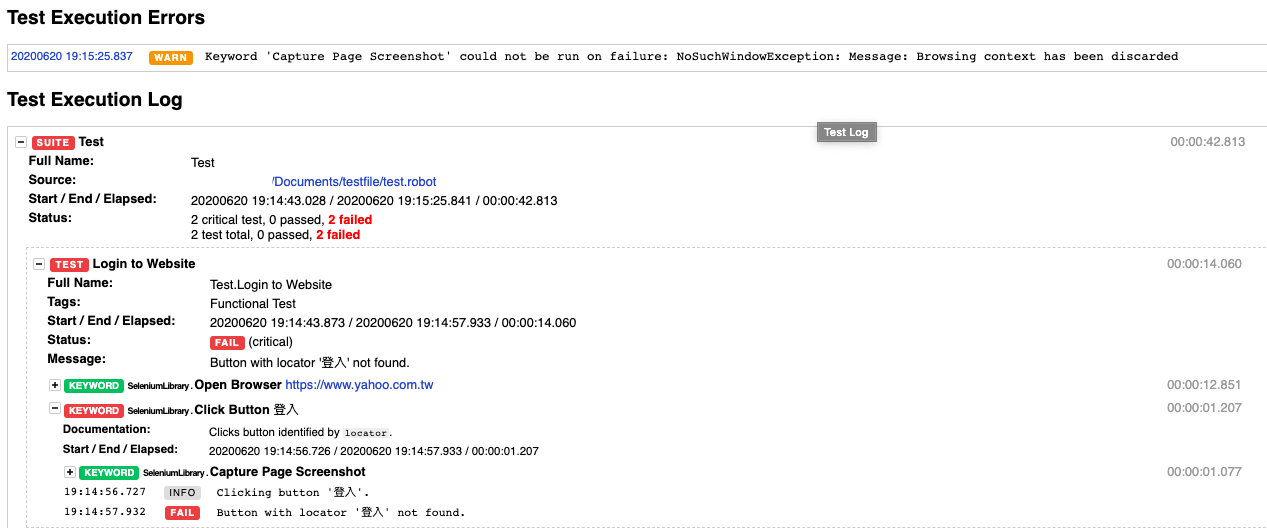 Test Execution Errors
20200620 19:15:25.837 WARN Keyword 'Capture Page Screenshot' could not be run on failure: NoSuchWindowException: Message: Browsing context has been discarded
Test Execution Log
Test Log
SUITE Test 00:00:42.813
Full Name: Test
Source: /Documents/testfile/test.robot
Start / End / Elapsed: 20200620 19:14:43.028 / 20200620 19:15:25.841 / 00:00:42.813
Status: 2 critical test, 0 passed, 2 failed
2 test total, 0 passed, 2 failed
TEST Login to Website 00:00:14.060
Full Name: Test.Login to Website
Tags: Functional Test
Start / End / Elapsed: 20200620 19:14:43.873 / 20200620 19:14:57.933 / 00:00:14.060
Status: FAIL (critical)
Message: Button with locator '登入' not found.
KEYWORD SeleniumLibrary.Open Browser https://www.yahoo.com.tw 00:00:12.851
KEYWORD SeleniumLibrary.Click Button 登入 00:00:01.207
Documentation: Clicks button identified by locator.
Start / End / Elapsed: 20200620 19:14:56.726 / 20200620 19:14:57.933 / 00:00:01.207
KEYWORD SeleniumLibrary.Capture Page Screenshot 00:00:01.077
19:14:56.727 INFO Clicking button '登入'.
19:14:57.932 FAIL Button with locator '登入' not found.